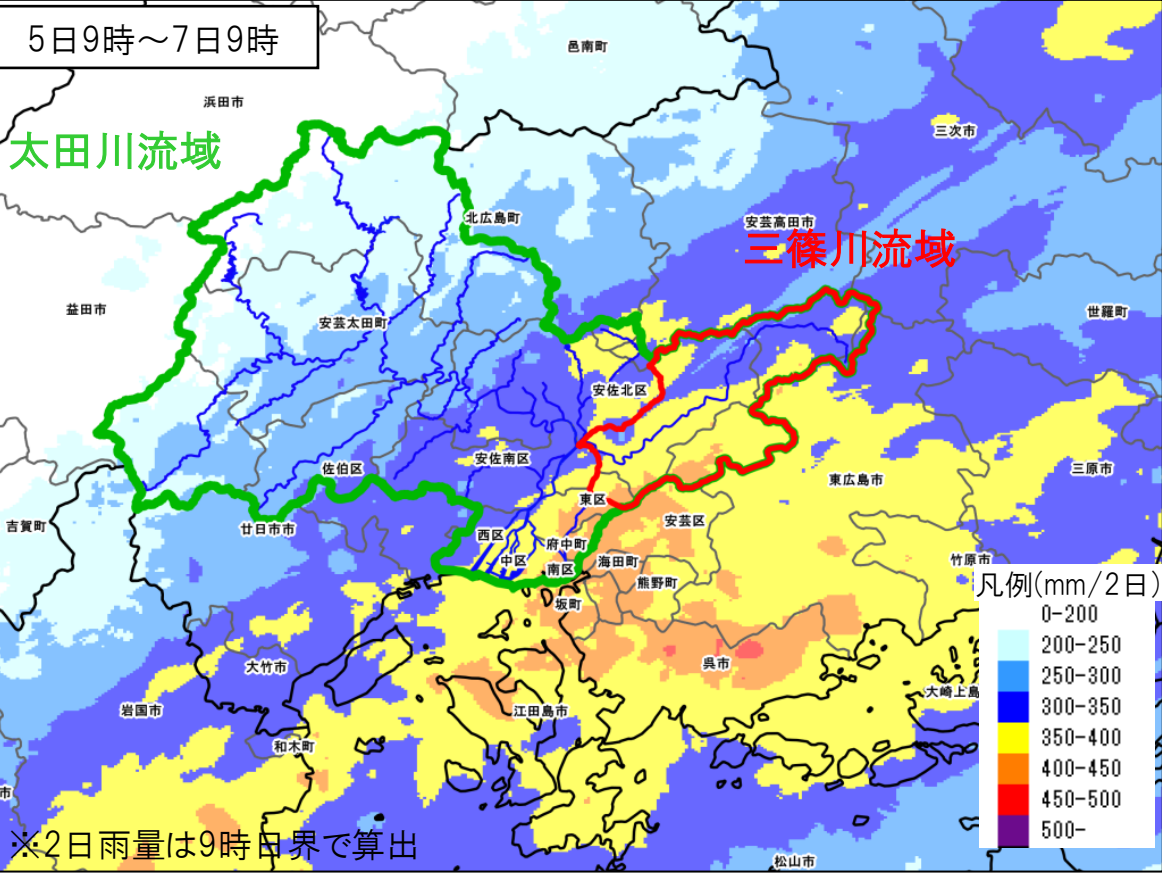 5日9時～7日9時
邑南町
浜田市
太田川流域
三次市
北広島町
安芸高田市
三篠川流域
益田市
安芸太田町
世羅町
安佐北区
安佐南区
佐伯区
三原市
東広島市
東区
吉賀町
廿日市市
西区
安芸区
府中町
中区
海田町
南区
竹原市
熊野町
坂町
凡例(mm/2日)
0-200
200-250
250-300
300-350
350-400
400-450
450-500
500-
大竹市
呉市
大崎上島
岩国市
江田島市
和木町
市
※2日雨量は9時日界で算出
松山市